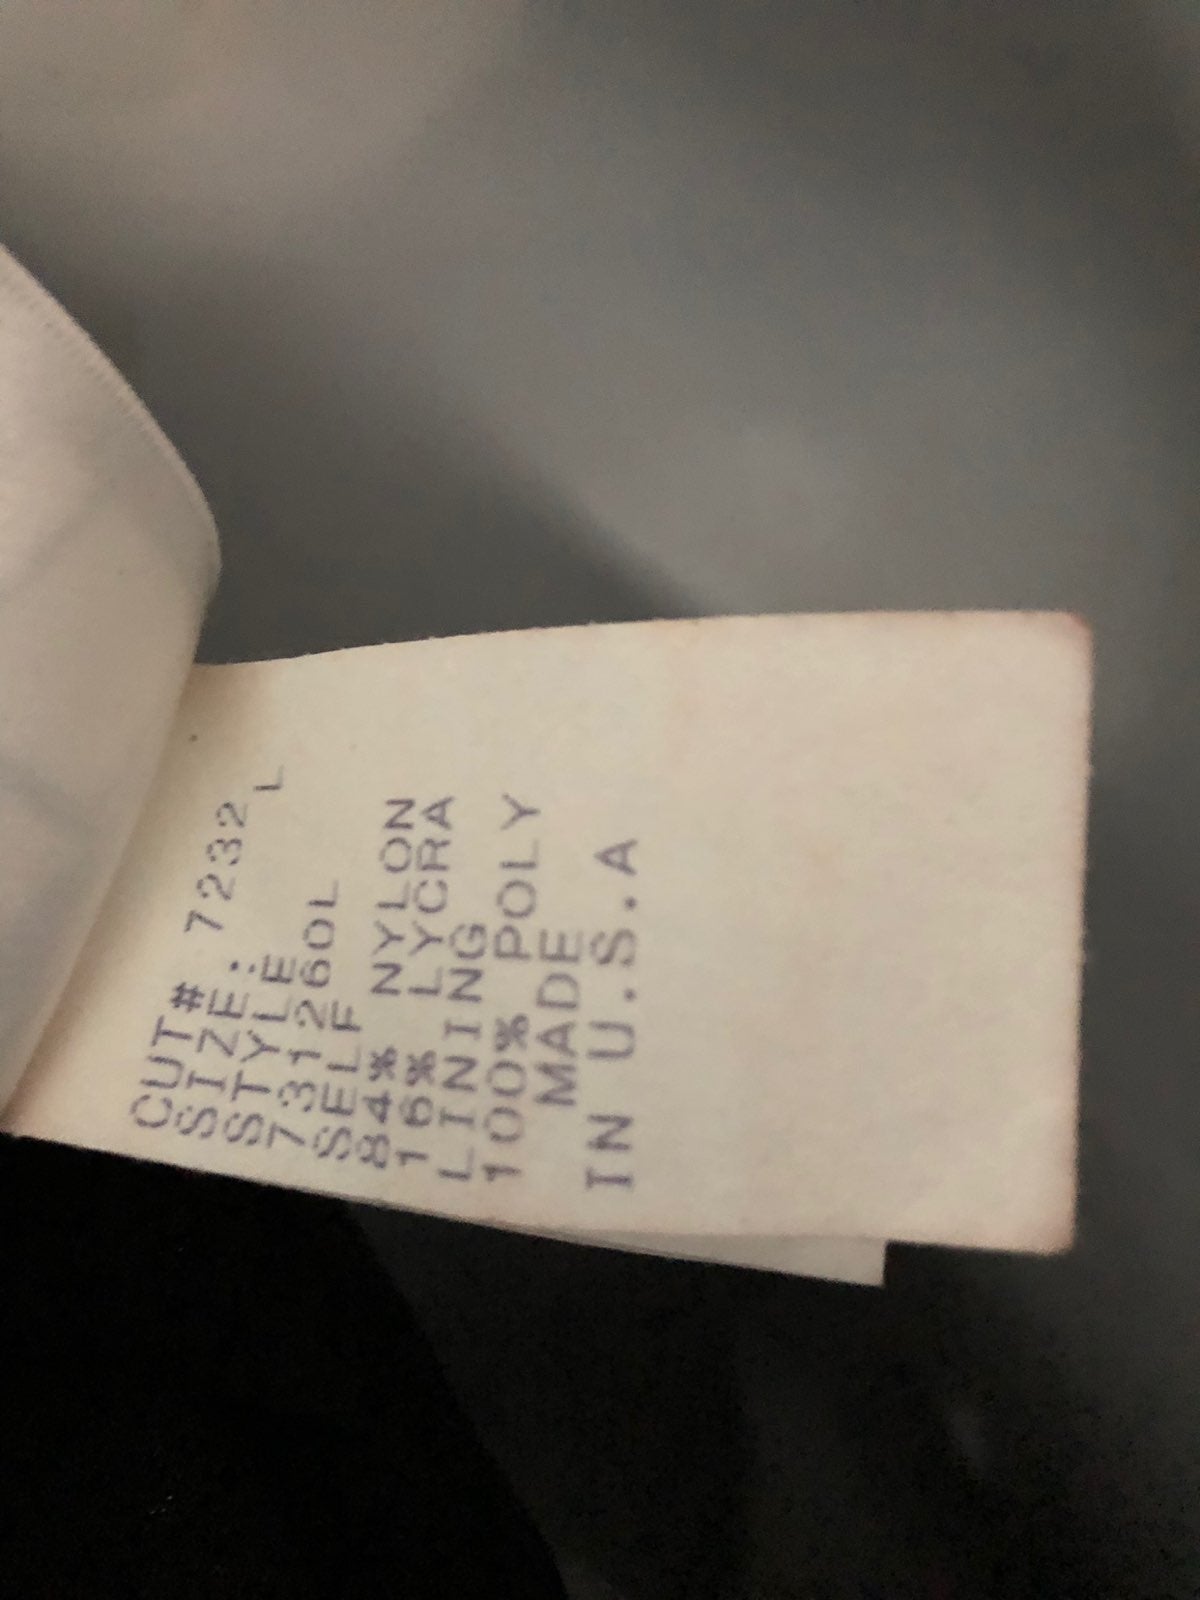 CUT# 7232
SIZE: L
STYLE
731260L
SELF
84% NYLON
16% LYCRA
LINING
100% POLY
MADE
IN U.S.A